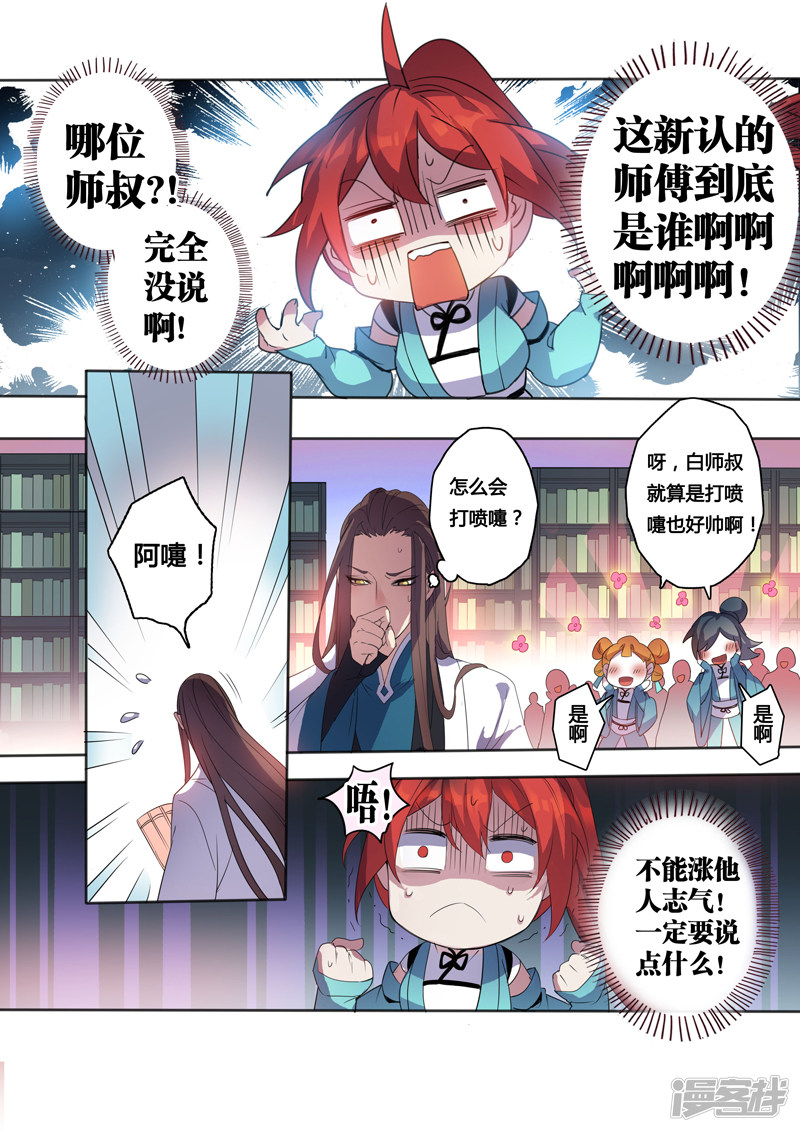 哪位
师叔?!
完全
没说
啊!
这新认的
师傅到底
是谁啊啊
啊啊啊!
阿嚏！
怎么会
打喷嚏？
呀，白师叔
就算是打喷
嚏也好帅啊！
是啊
是啊
唔!
不能涨他
人志气!
一定要说
点什么!
漫客栈